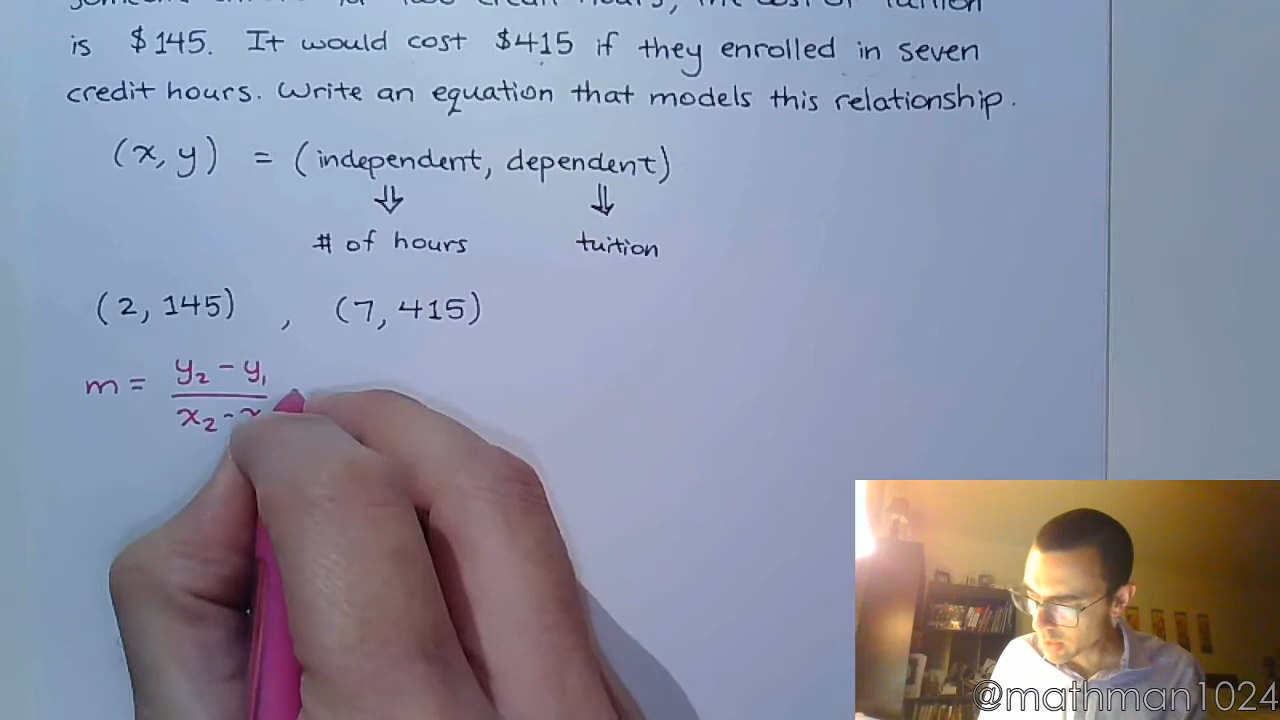 is $145. It would cost $415 if they enrolled in seven
credit hours. Write an equation that models this relationship.
(x, y) = (independent, dependent)
⇓ ⇓
# of hours tuition
(2, 145) , (7, 415)
m = y₂ - y₁
x₂ - x
@mathman1024